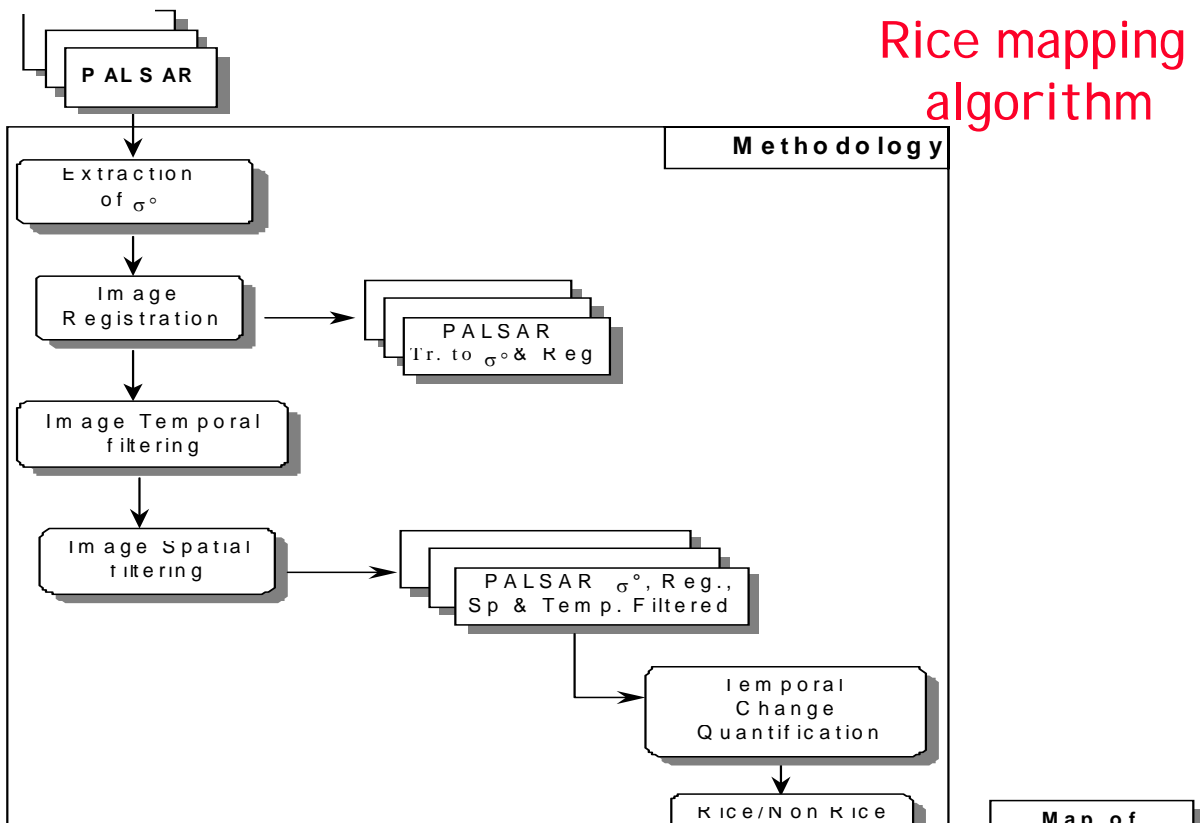 Rice mapping
algorithm
PALSAR
Methodology
Extraction
of σ°
Image
Registration
PALSAR
Tr. to σ°& Reg
Image Temporal
filtering
Image Spatial
filtering
PALSAR σ°, Reg.,
Sp & Temp. Filtered
Temporal
Change
Quantification
Rice/Non Rice
Map of